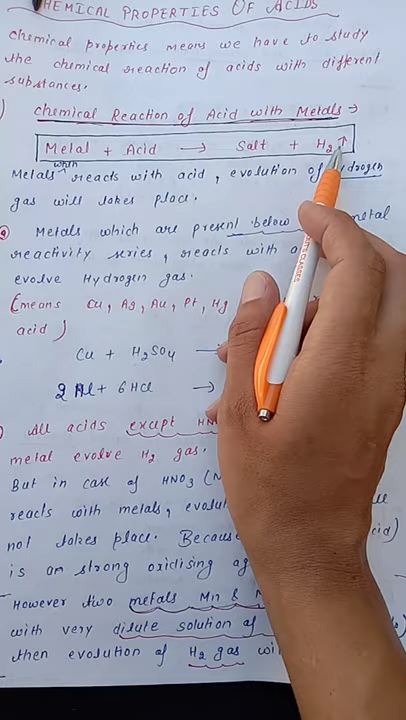 CHEMICAL PROPERTIES OF ACIDS
Chemical properties means we have to study
the chemical reaction of acids with different
substances.
) chemical Reaction of Acid with Metals →
Metal + Acid → Salt + H2 ↑
Metals when reacts with acid, evolution of Hydrogen
gas will takes place.
Metals which are present below metal
reactivity series, reacts with
evolve Hydrogen gas.
(means Cu, Ag, Au, Pt, Hg
acid)
Cu + H2SO4 →
2Al + 6HCl →
) All acids except
metal evolve H2 gas.
But in case of HNO3
reacts with metals,
not takes place.
is an strong oxidising
However two metals Mn &
with very dilute solution of
then evolution of H2 gas